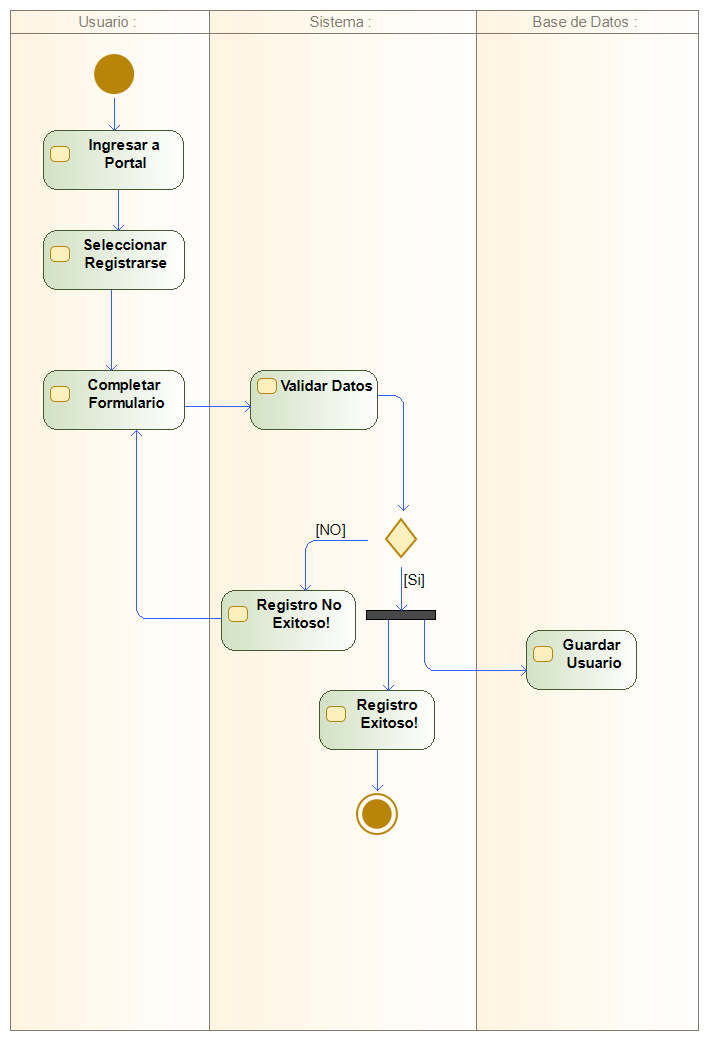 Usuario :
Sistema :
Base de Datos :
Ingresar a
Portal
Seleccionar
Registrarse
Completar
Formulario
Validar Datos
[NO]
[Si]
Registro No
Exitoso!
Guardar
Usuario
Registro
Exitoso!